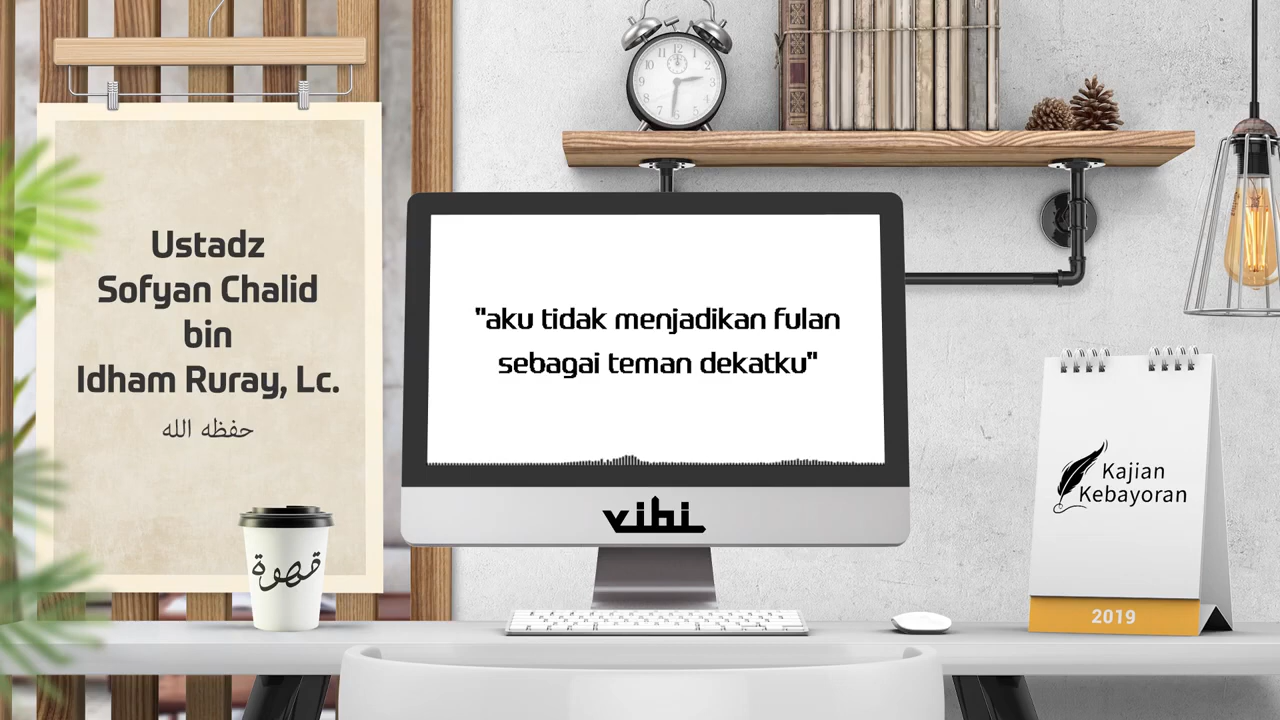 Ustadz
Sofyan Chalid
bin
Idham Ruray, Lc.
حفظه الله
"aku tidak menjadikan fulan
sebagai teman dekatku"
vibi
قهوة
Kajian
Kebayoran
2019